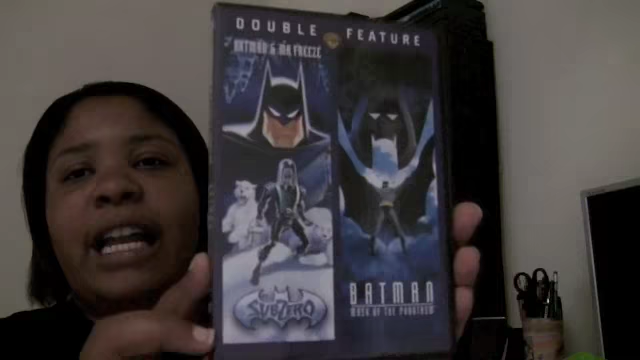 DOUBLE FEATURE
BATMAN & MR FREEZE
SUBZERO
BATMAN
MASK OF THE PHANTASM